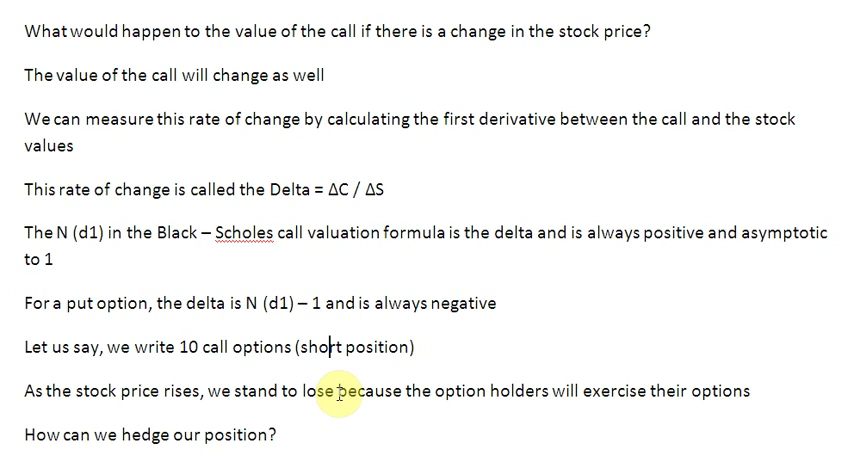 What would happen to the value of the call if there is a change in the stock price?
The value of the call will change as well
We can measure this rate of change by calculating the first derivative between the call and the stock
values
This rate of change is called the Delta = ΔC / ΔS
The N (d1) in the Black – Scholes call valuation formula is the delta and is always positive and asymptotic
to 1
For a put option, the delta is N (d1) – 1 and is always negative
Let us say, we write 10 call options (short position)
As the stock price rises, we stand to lose because the option holders will exercise their options
How can we hedge our position?